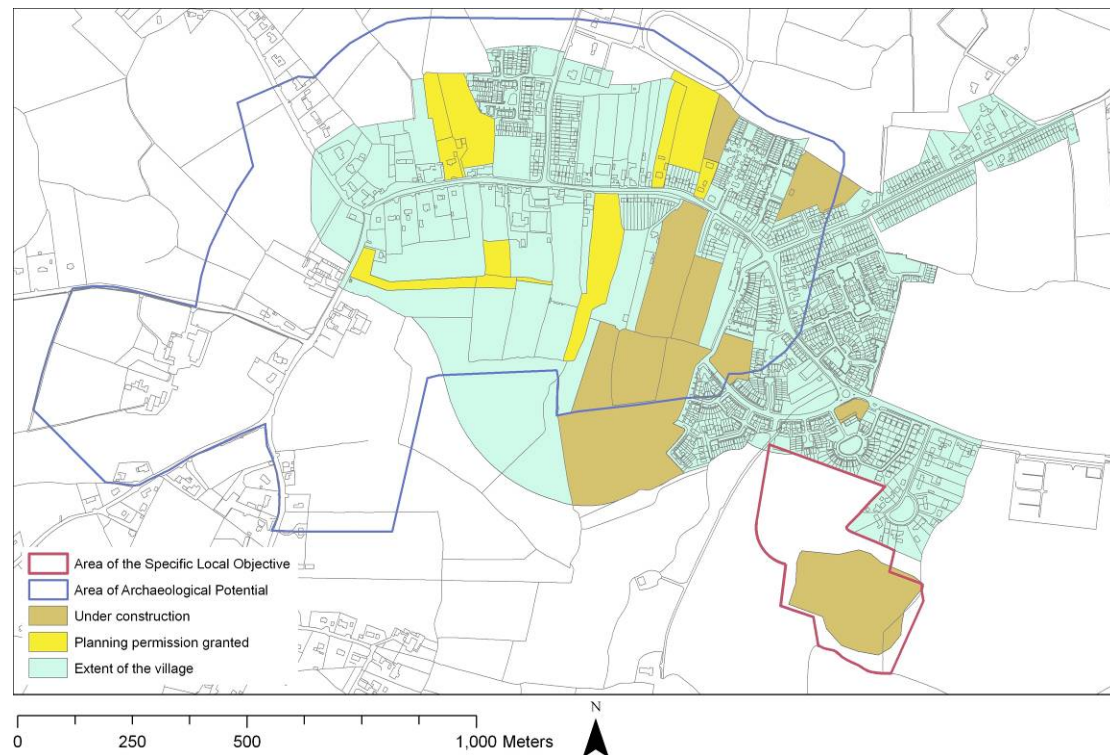 Area of the Specific Local Objective
Area of Archaeological Potential
Under construction
Planning permission granted
Extent of the village
N
0 250 500 1,000 Meters